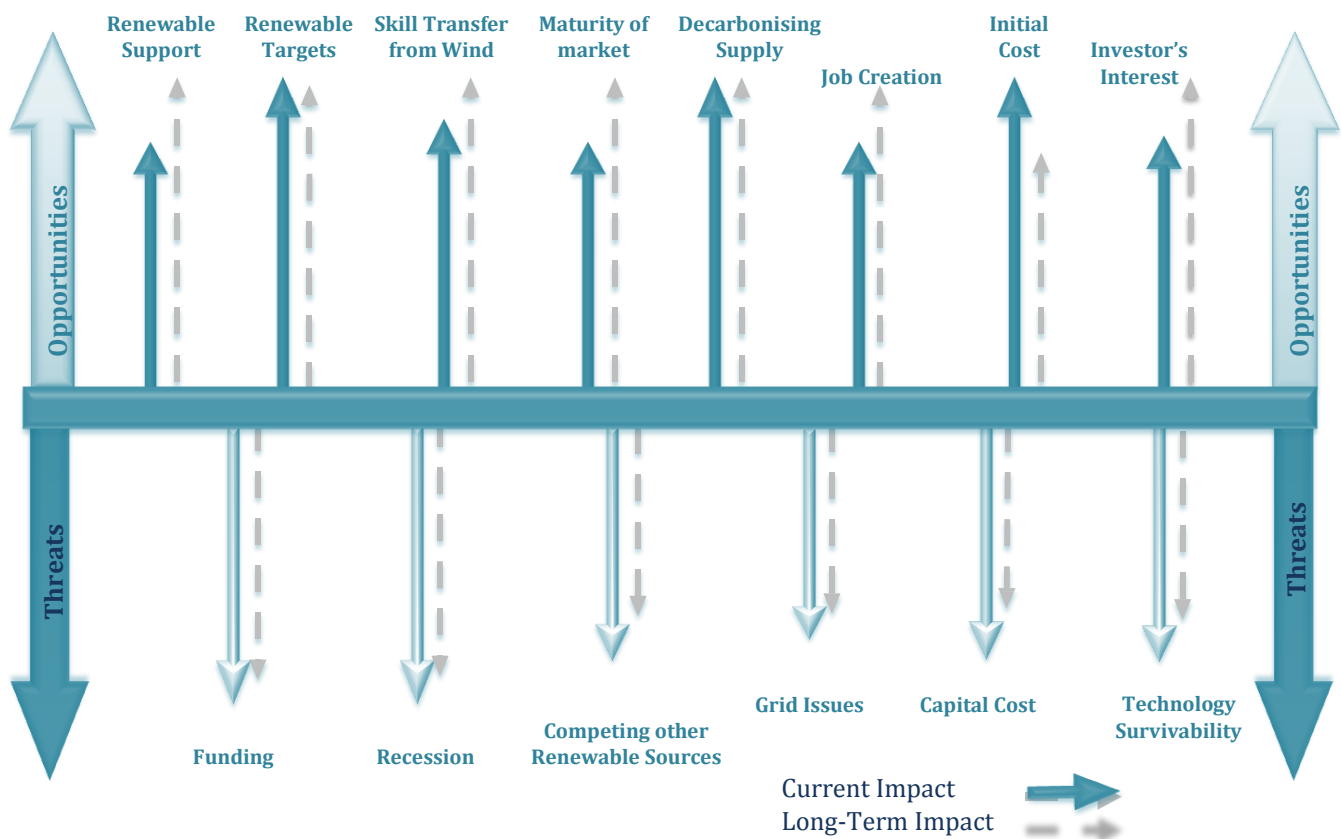 Renewable
Support
Renewable
Targets
Skill Transfer
from Wind
Maturity of
market
Decarbonising
Supply
Job Creation
Initial
Cost
Investor’s
Interest
Opportunities
Opportunities
Threats
Threats
Funding
Recession
Competing other
Renewable Sources
Grid Issues
Capital Cost
Technology
Survivability
Current Impact
Long-Term Impact